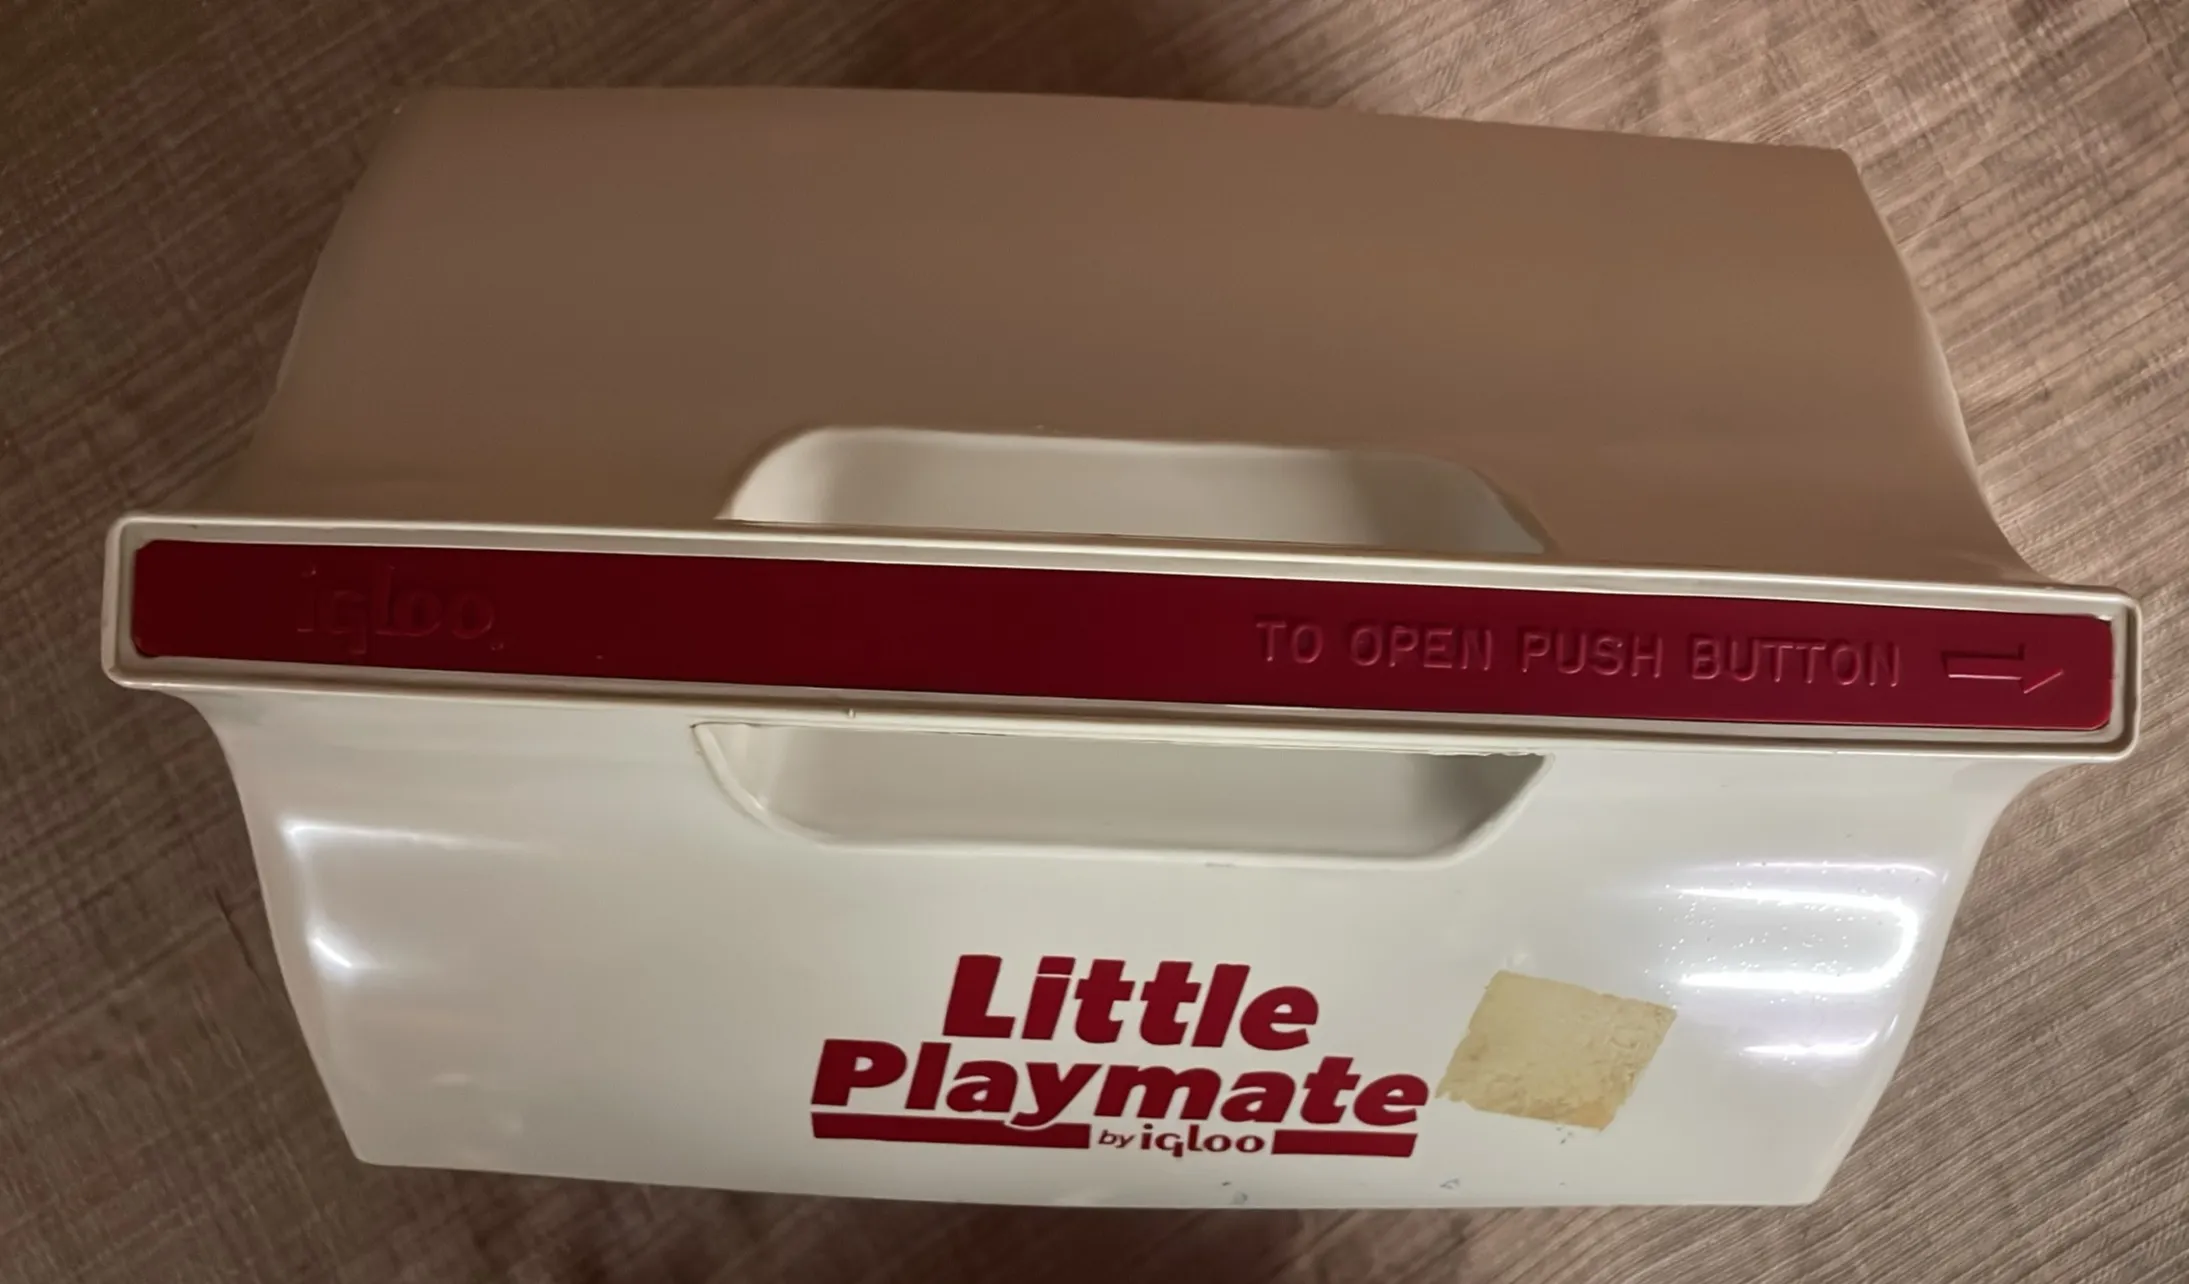 igloo
TO OPEN PUSH BUTTON
Little
Playmate
by igloo